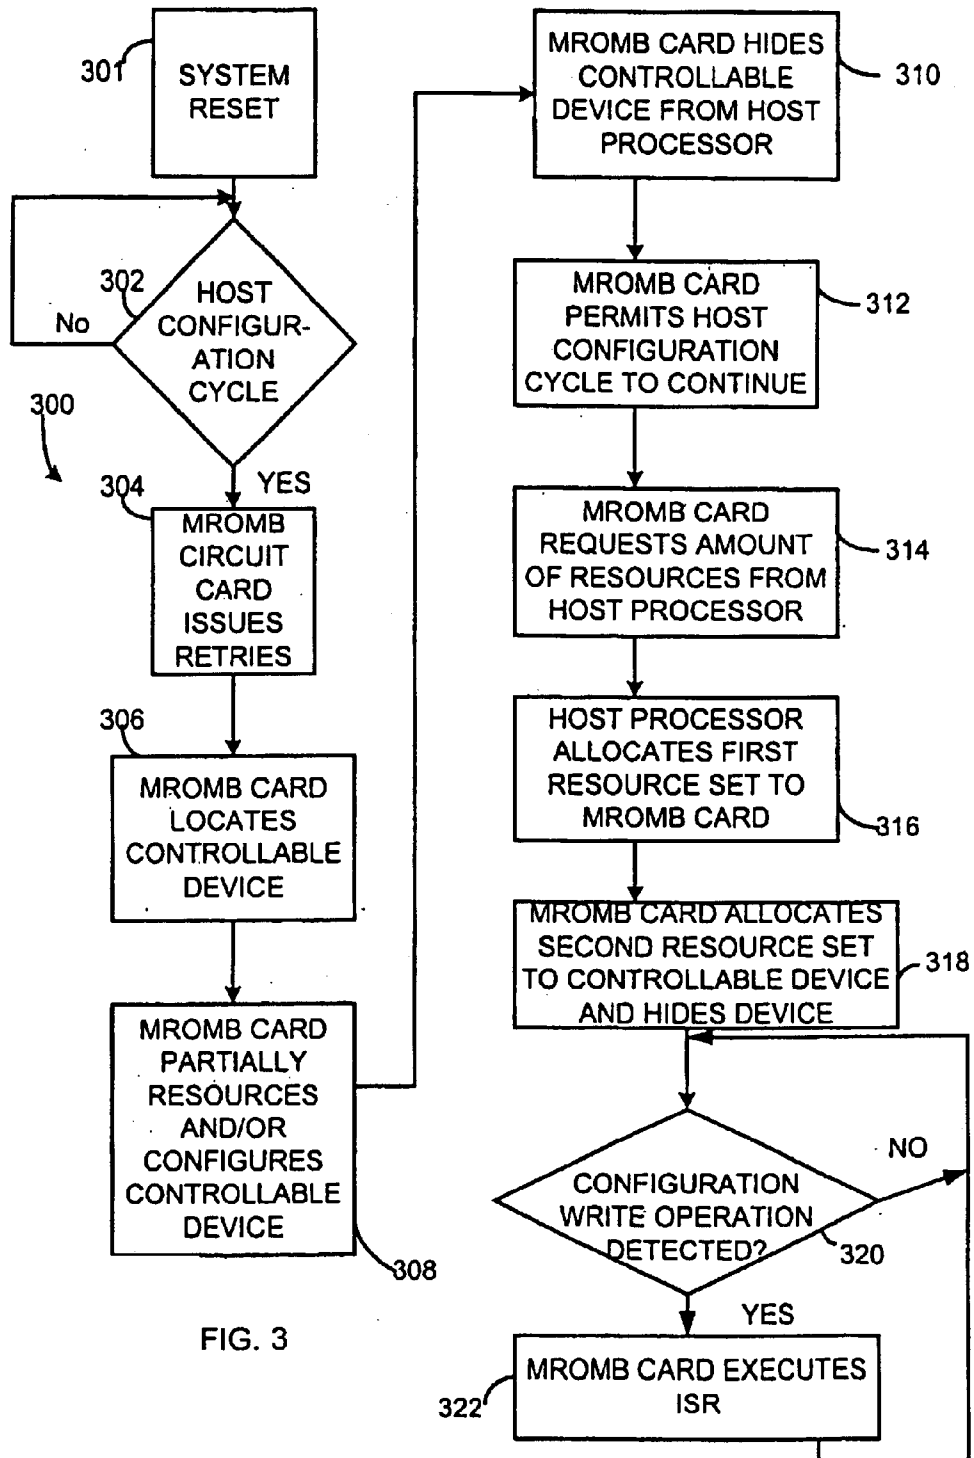 301
SYSTEM
RESET
302
HOST
CONFIGUR-
ATION
CYCLE
No
300
YES
304
MROMB
CIRCUIT
CARD
ISSUES
RETRIES
306
MROMB CARD
LOCATES
CONTROLLABLE
DEVICE
MROMB CARD
PARTIALLY
RESOURCES
AND/OR
CONFIGURES
CONTROLLABLE
DEVICE
308
FIG. 3
MROMB CARD HIDES
CONTROLLABLE
DEVICE FROM HOST
PROCESSOR
310
MROMB CARD
PERMITS HOST
CONFIGURATION
CYCLE TO CONTINUE
312
MROMB CARD
REQUESTS AMOUNT
OF RESOURCES FROM
HOST PROCESSOR
314
HOST PROCESSOR
ALLOCATES FIRST
RESOURCE SET TO
MROMB CARD
316
MROMB CARD ALLOCATES
SECOND RESOURCE SET
TO CONTROLLABLE DEVICE
AND HIDES DEVICE
318
NO
CONFIGURATION
WRITE OPERATION
DETECTED?
320
YES
MROMB CARD EXECUTES
ISR
322